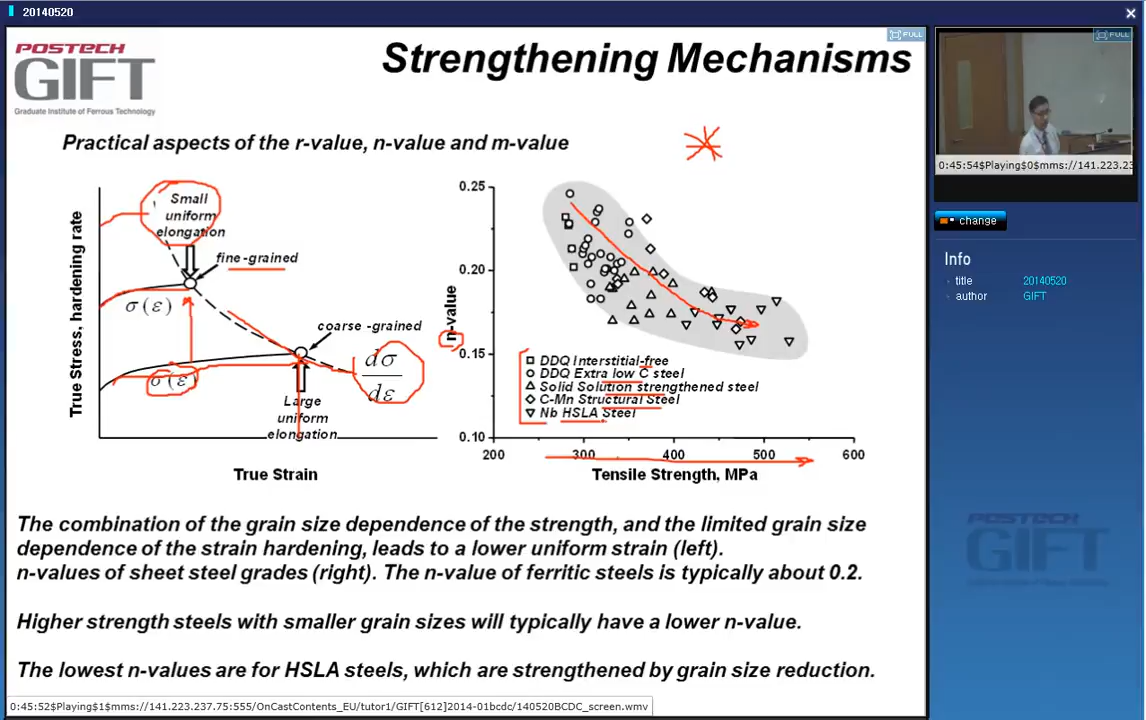 20140520
FULL
POSTECH
GIFT
Graduate Institute of Ferrous Technology
Strengthening Mechanisms
Practical aspects of the r-value, n-value and m-value
True Stress, hardening rate
Small
uniform
elongation
fine-grained
σ(ε)
coarse -grained
σ(ε)
dσ
dε
Large
uniform
elongation
True Strain
n-value
0.25
0.20
0.15
0.10
DDQ Interstitial-free
DDQ Extra low C steel
Solid Solution strengthened steel
C-Mn Structural Steel
Nb HSLA Steel
200 300 400 500 600
Tensile Strength, MPa
The combination of the grain size dependence of the strength, and the limited grain size
dependence of the strain hardening, leads to a lower uniform strain (left).
n-values of sheet steel grades (right). The n-value of ferritic steels is typically about 0.2.
Higher strength steels with smaller grain sizes will typically have a lower n-value.
The lowest n-values are for HSLA steels, which are strengthened by grain size reduction.
0:45:52$Playing$1$mms://141.223.237.75:555/OnCastContents_EU/tutor1/GIFT[612]2014-01bcdc/140520BCDC_screen.wmv
FULL
0:45:54$Playing$0$mms://141.223.23
change
Info
title 20140520
author GIFT
POSTECH
GIFT